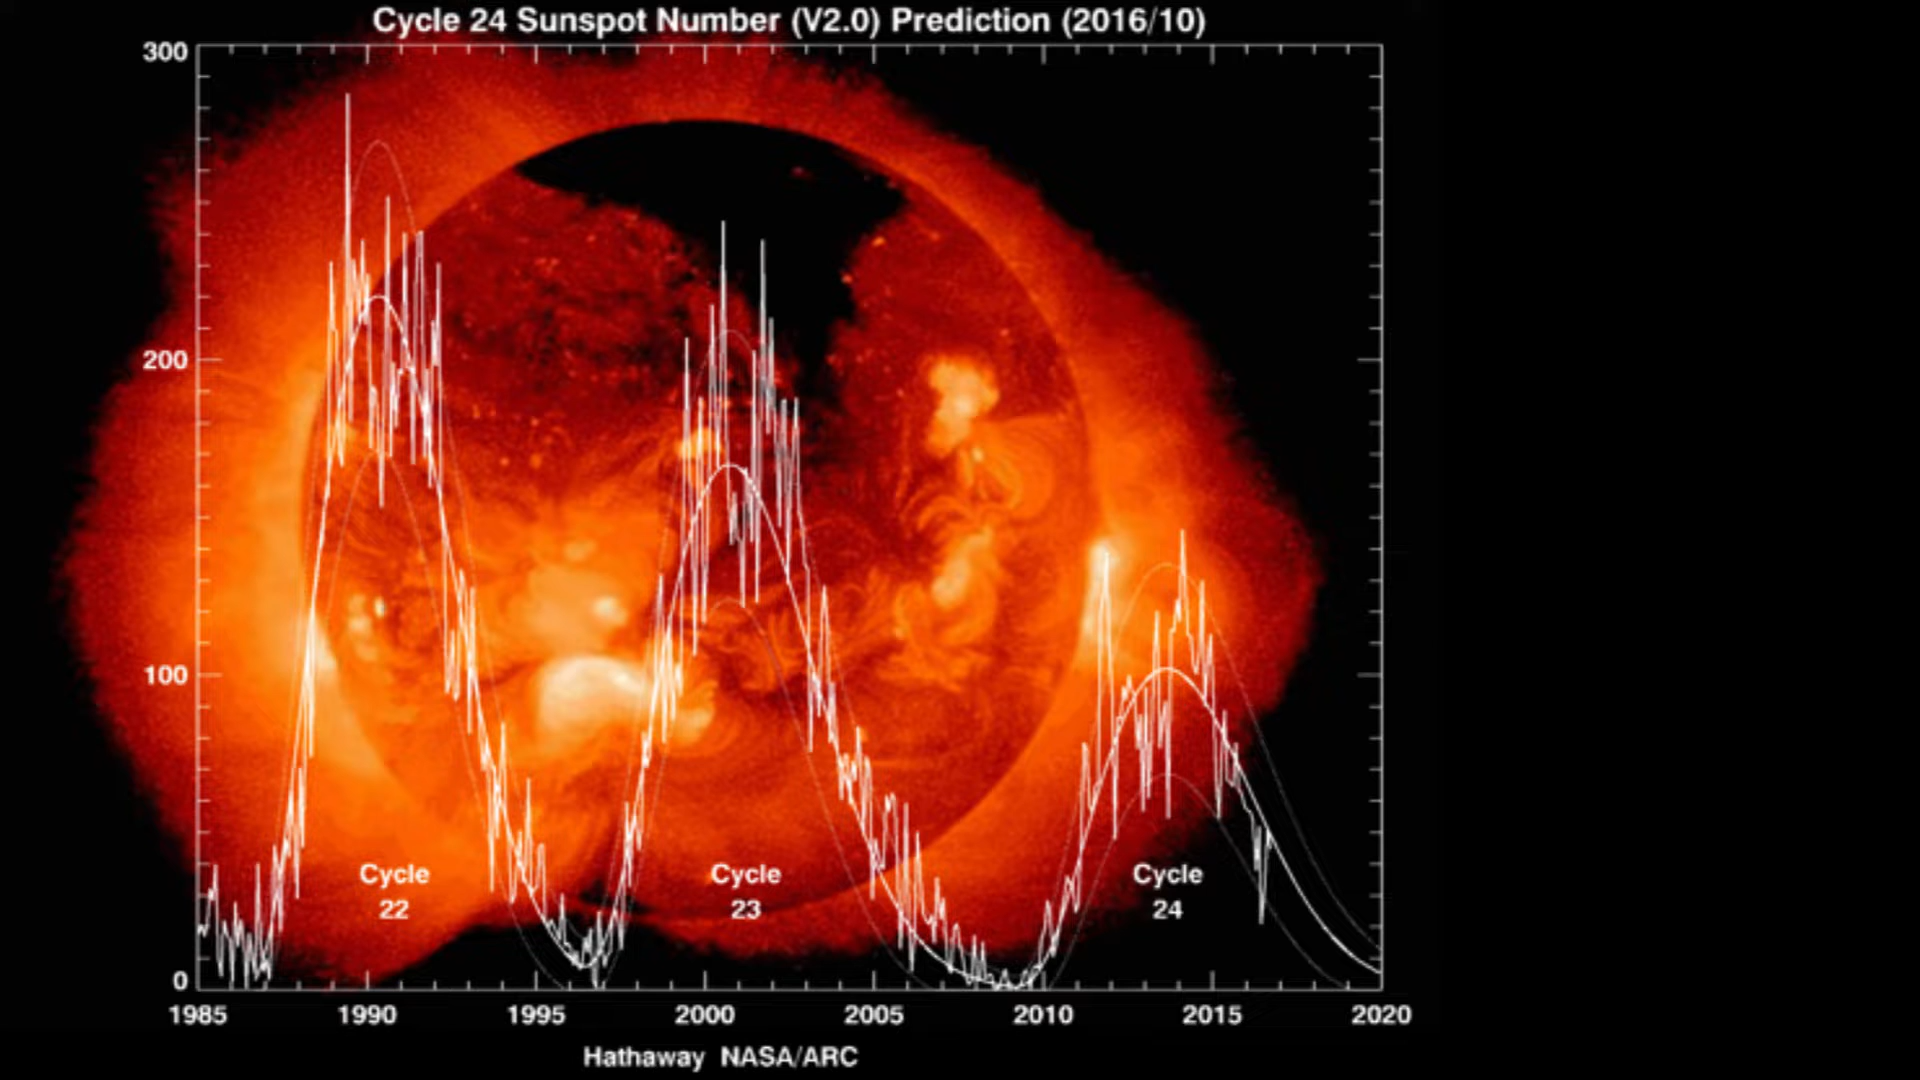 Cycle 24 Sunspot Number (V2.0) Prediction (2016/10)
300
200
100
0
Cycle
22
Cycle
23
Cycle
24
1985 1990 1995 2000 2005 2010 2015 2020
Hathaway NASA/ARC